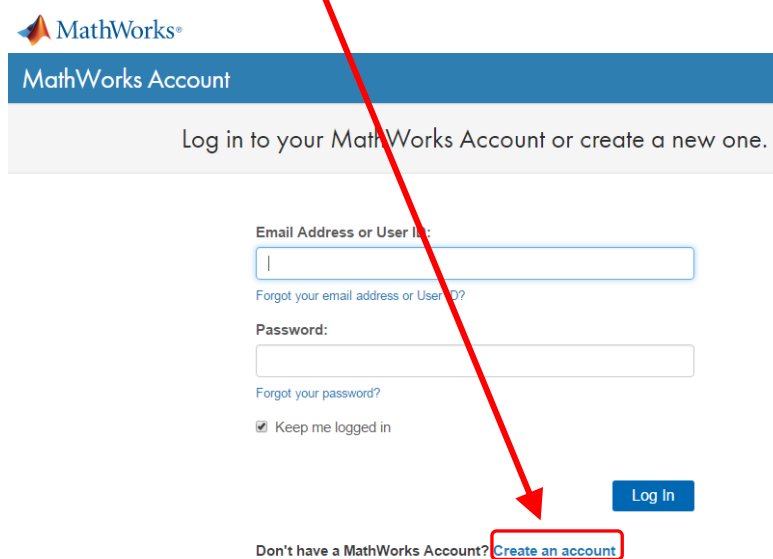 MathWorks®
MathWorks Account
Log in to your MathWorks Account or create a new one.
Email Address or User ID:
Forgot your email address or User ID?
Password:
Forgot your password?
Keep me logged in
Log In
Don't have a MathWorks Account? Create an account